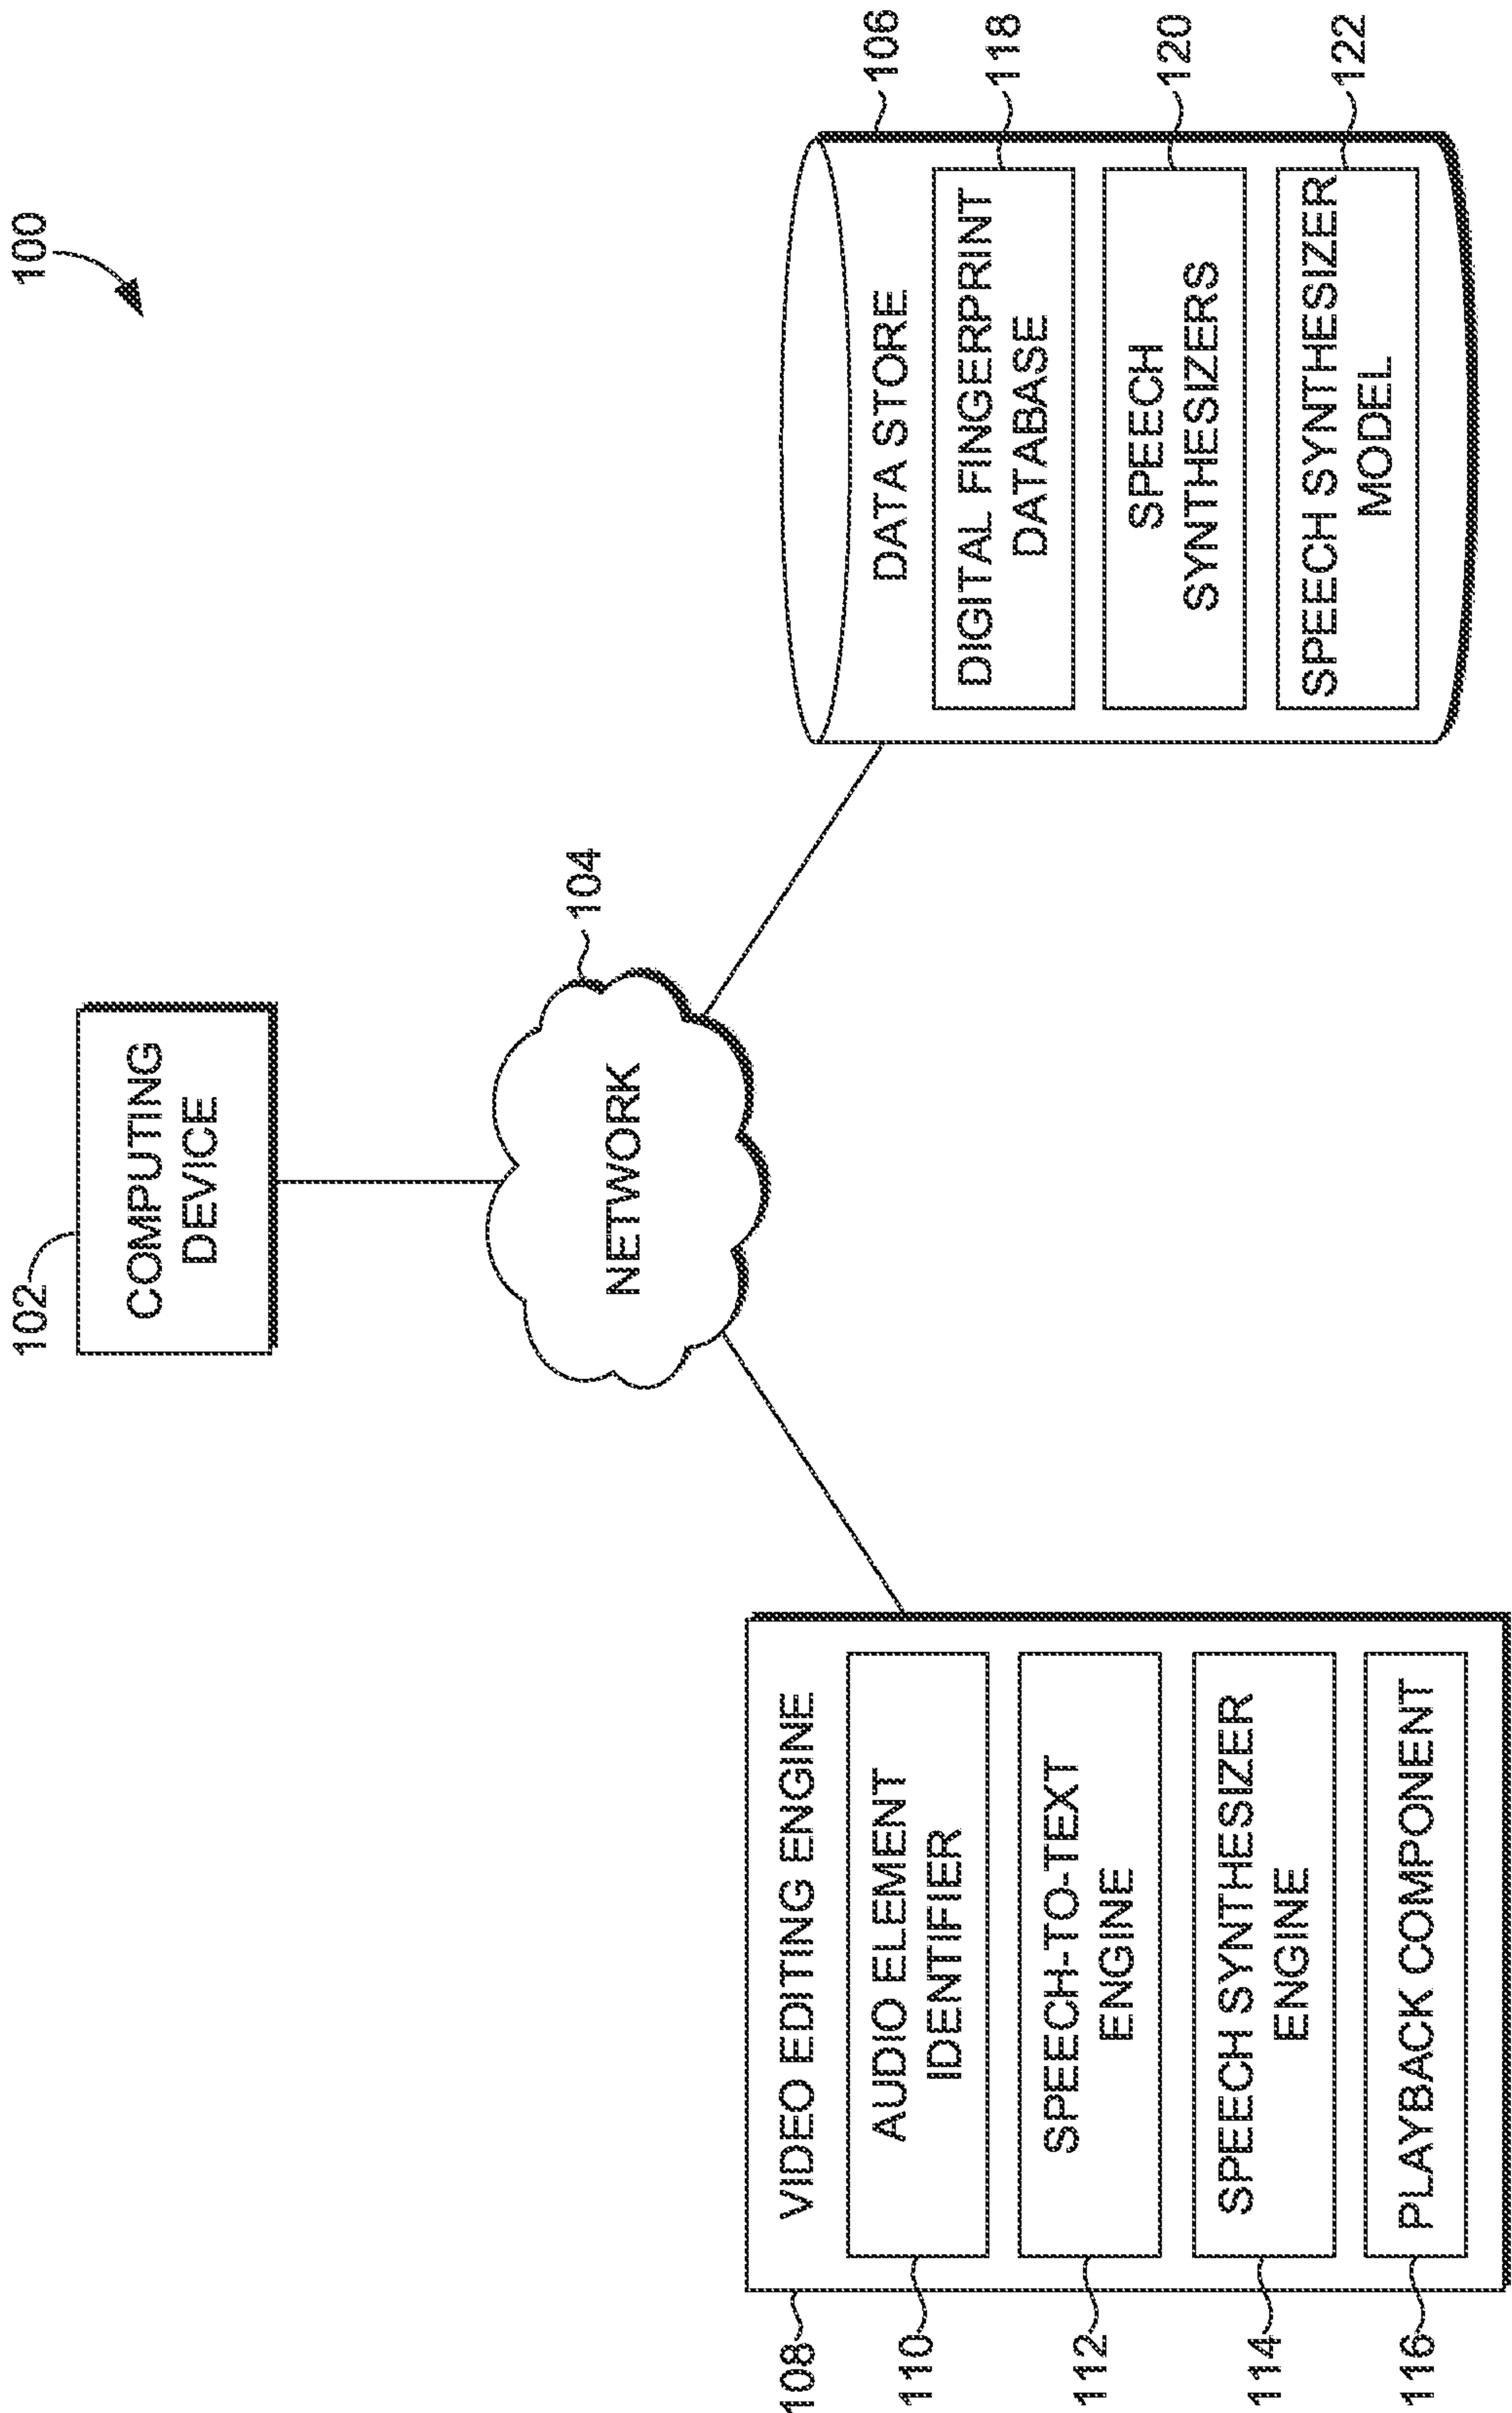 100
102
COMPUTING
DEVICE
104
NETWORK
108
VIDEO EDITING ENGINE
110
AUDIO ELEMENT
IDENTIFIER
112
SPEECH-TO-TEXT
ENGINE
114
SPEECH SYNTHESIZER
ENGINE
116
PLAYBACK COMPONENT
106
DATA STORE
118
DIGITAL FINGERPRINT
DATABASE
120
SPEECH
SYNTHESIZERS
122
SPEECH SYNTHESIZER
MODEL